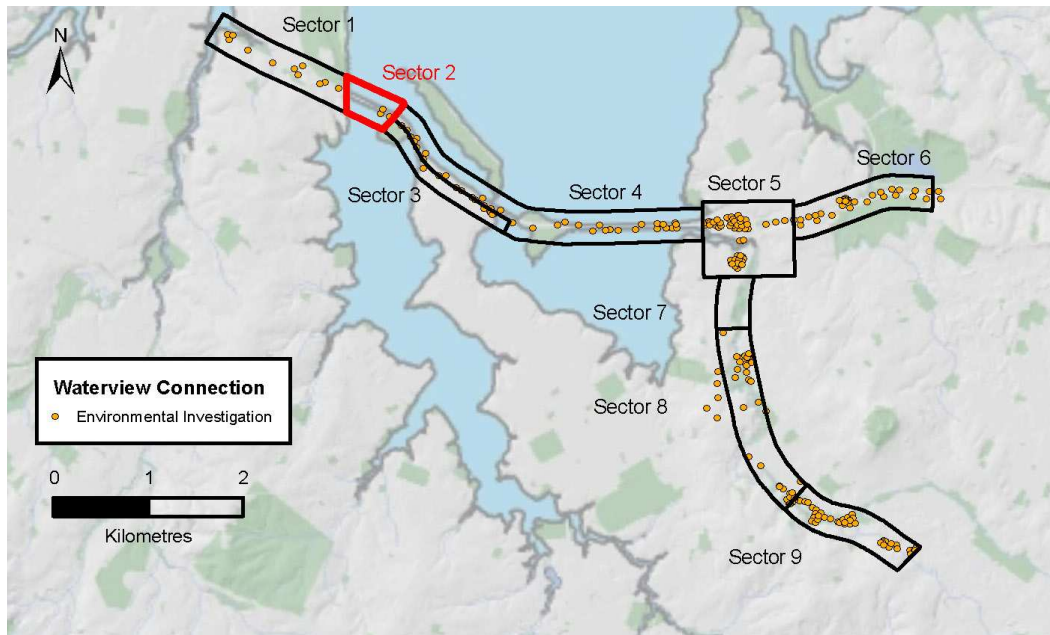 Sector 1
N
Sector 2
Sector 6
Sector 5
Sector 4
Sector 3
Sector 7
Waterview Connection
Environmental Investigation
Sector 8
0 1 2
Kilometres
Sector 9